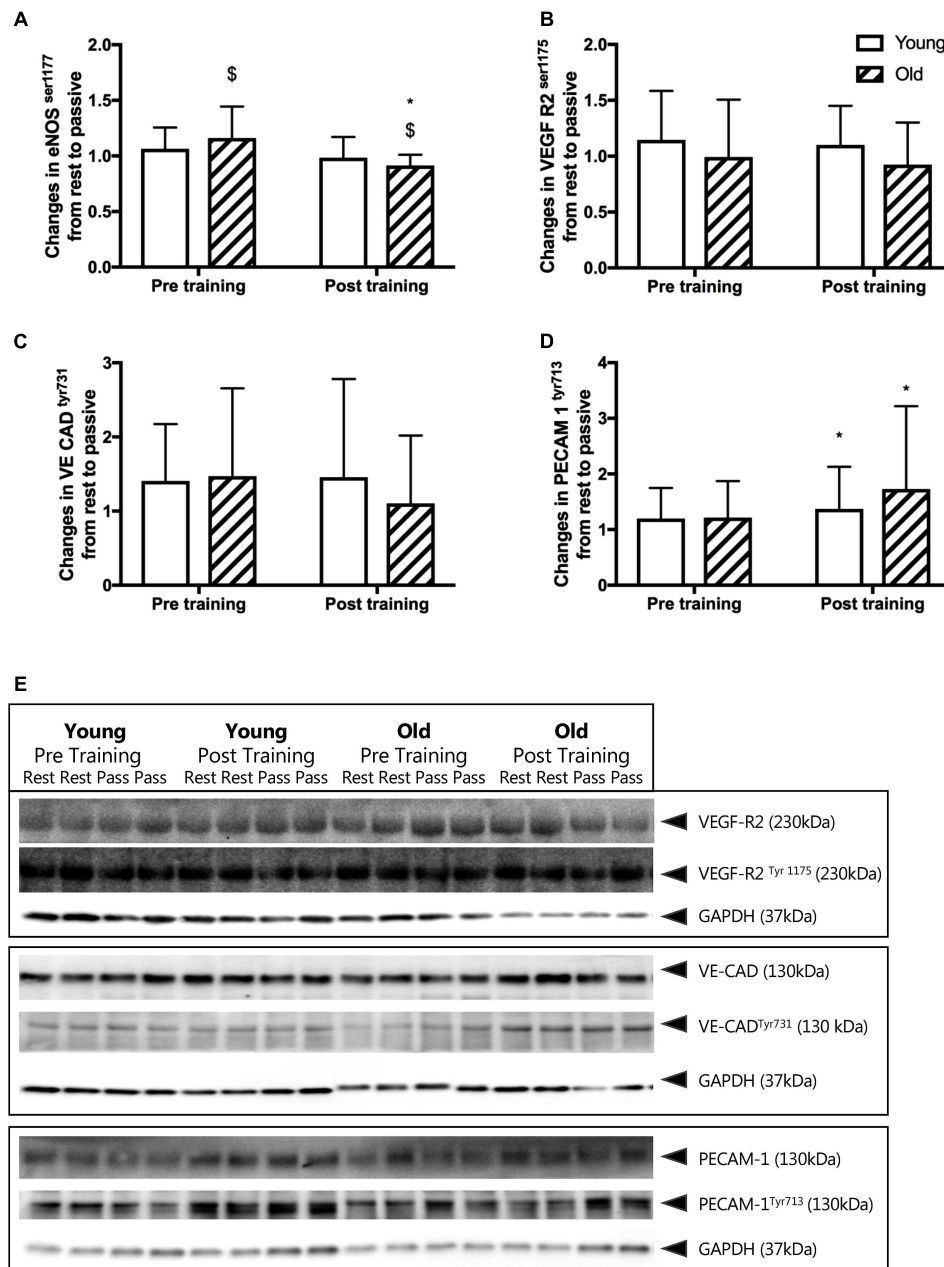 A
Changes in eNOS ser1177
from rest to passive
2.0
1.5
1.0
0.5
0.0
$
*
$
Pre training
Post training
B
Changes in VEGF R2 ser1175
from rest to passive
2.0
1.5
1.0
0.5
0.0
Young
Old
Pre training
Post training
C
Changes in VE CAD tyr731
from rest to passive
3
2
1
0
Pre training
Post training
D
Changes in PECAM 1 tyr713
from rest to passive
4
3
2
1
0
*
*
Pre training
Post training
E
Young Young Old Old
Pre Training Post Training Pre Training Post Training
Rest Rest Pass Pass Rest Rest Pass Pass Rest Rest Pass Pass Rest Rest Pass Pass
VEGF-R2 (230kDa)
VEGF-R2 Tyr 1175 (230kDa)
GAPDH (37kDa)
VE-CAD (130kDa)
VE-CADTyr731 (130 kDa)
GAPDH (37kDa)
PECAM-1 (130kDa)
PECAM-1Tyr713 (130kDa)
GAPDH (37kDa)